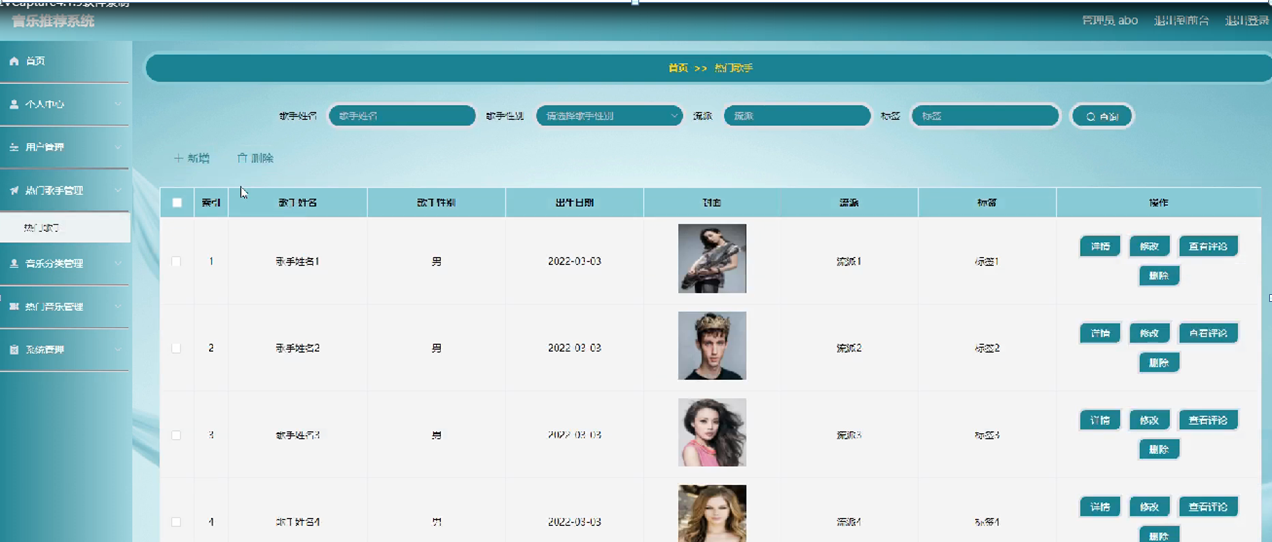 音乐推荐系统
管理员 abo 退出到前台 退出登录
首页
个人中心
用户管理
热门歌手管理
热门歌手
音乐分类管理
热门音乐管理
系统管理
首页 >> 热门歌手
歌手姓名 歌手姓名 歌手性别 请选择歌手性别 流派 流派 标签 标签 查询
新增 删除
索引 歌手姓名 歌手性别 出生日期 封面 流派 标签 操作
1 歌手姓名1 男 2022-03-03 流派1 标签1 详情 修改 查看评论
删除
2 歌手姓名2 男 2022-03-03 流派2 标签2 详情 修改 查看评论
删除
3 歌手姓名3 男 2022-03-03 流派3 标签3 详情 修改 查看评论
删除
4 歌手姓名4 男 2022-03-03 流派4 标签4 详情 修改 查看评论
删除